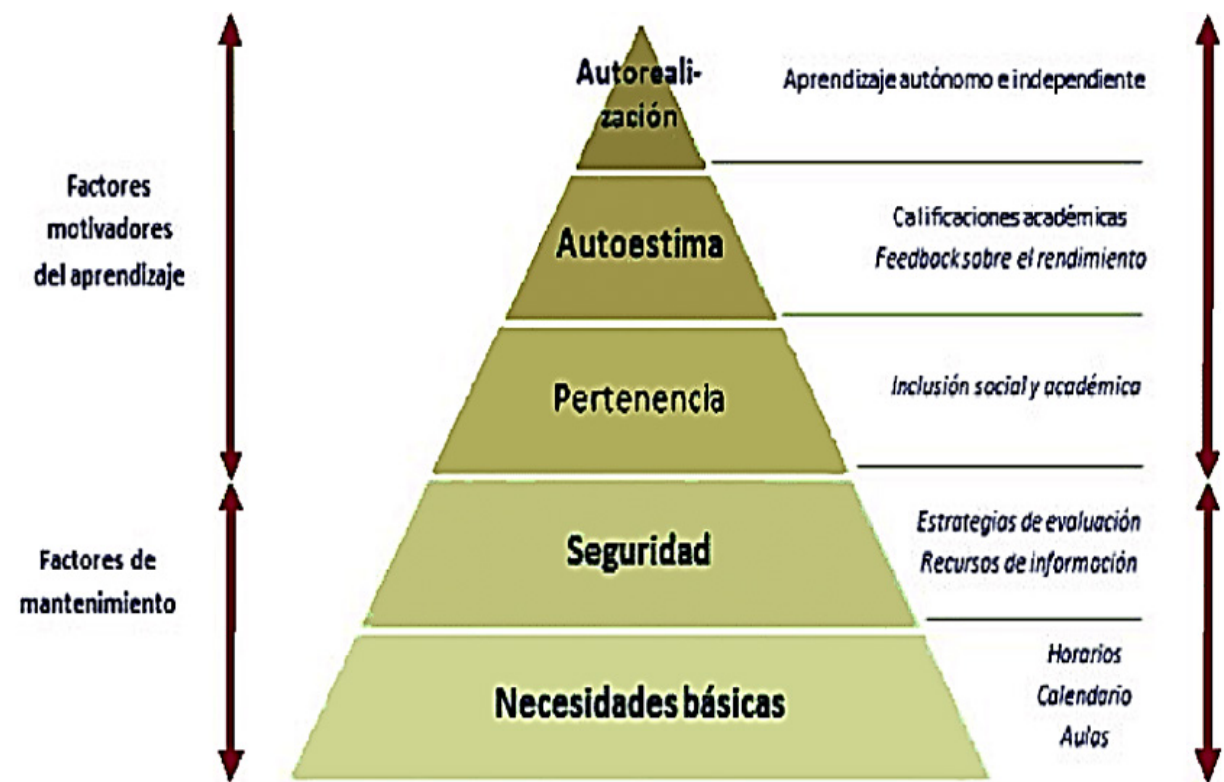 Autoreali-
zación
Aprendizaje autónomo e independiente
Factores
motivadores
del aprendizaje
Autoestima
Calificaciones académicas
Feedback sobre el rendimiento
Pertenencia
Inclusión social y académica
Factores de
mantenimiento
Seguridad
Estrategias de evaluación
Recursos de información
Necesidades básicas
Horarios
Calendario
Aulas